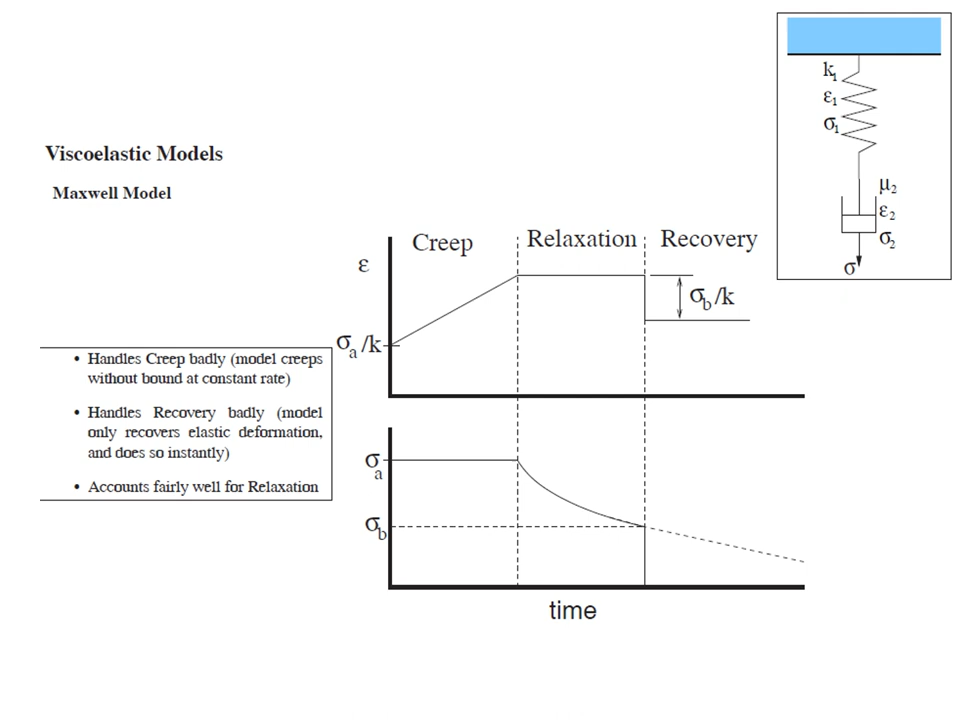 Viscoelastic Models
Maxwell Model
k₁
ε₁
σ₁
μ₂
ε₂
σ₂
σ
Creep
Relaxation
Recovery
ε
σb/k
σa/k
• Handles Creep badly (model creeps
without bound at constant rate)
• Handles Recovery badly (model
only recovers elastic deformation,
and does so instantly)
• Accounts fairly well for Relaxation
σa
σb
time